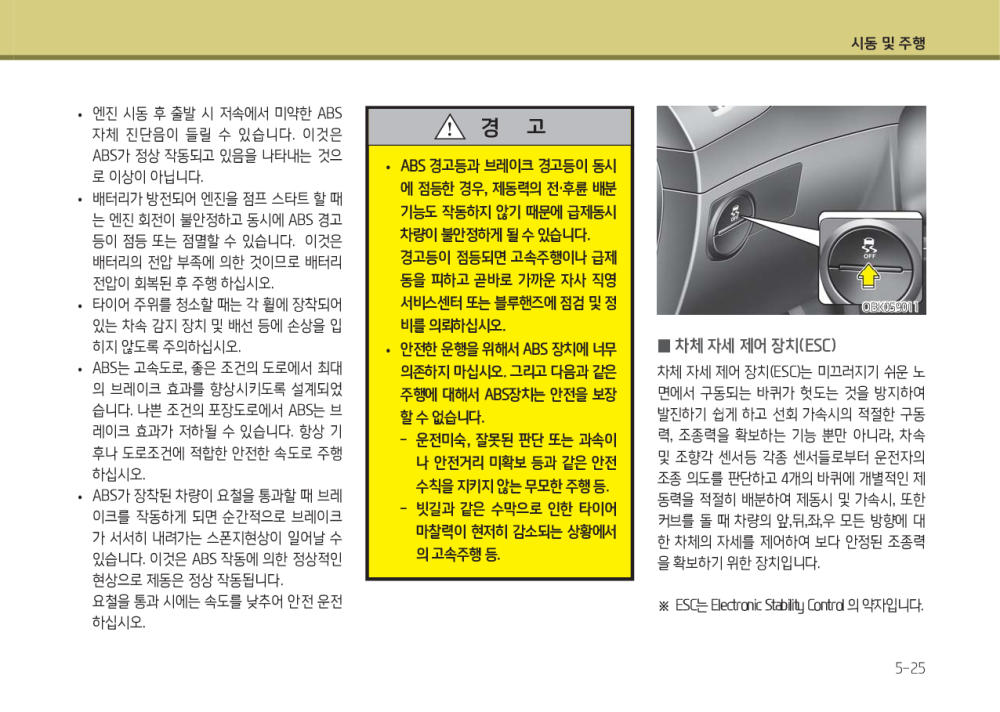 시동 및 주행
• 엔진 시동 후 출발 시 저속에서 미약한 ABS
자체 진단음이 들릴 수 있습니다. 이것은
ABS가 정상 작동되고 있음을 나타내는 것으
로 이상이 아닙니다.
• 배터리가 방전되어 엔진을 점프 스타트 할 때
는 엔진 회전이 불안정하고 동시에 ABS 경고
등이 점등 또는 점멸할 수 있습니다. 이것은
배터리의 전압 부족에 의한 것이므로 배터리
전압이 회복된 후 주행 하십시오.
• 타이어 주위를 청소할 때는 각 휠에 장착되어
있는 차속 감지 장치 및 배선 등에 손상을 입
히지 않도록 주의하십시오.
• ABS는 고속도로, 좋은 조건의 도로에서 최대
의 브레이크 효과를 향상시키도록 설계되었
습니다. 나쁜 조건의 포장도로에서 ABS는 브
레이크 효과가 저하될 수 있습니다. 항상 기
후나 도로조건에 적합한 안전한 속도로 주행
하십시오.
• ABS가 장착된 차량이 요철을 통과할 때 브레
이크를 작동하게 되면 순간적으로 브레이크
가 서서히 내려가는 스폰지현상이 일어날 수
있습니다. 이것은 ABS 작동에 의한 정상적인
현상으로 제동은 정상 작동됩니다.
요철을 통과 시에는 속도를 낮추어 안전 운전
하십시오.
경 고
• ABS 경고등과 브레이크 경고등이 동시
에 점등한 경우, 제동력의 전·후륜 배분
기능도 작동하지 않기 때문에 급제동시
차량이 불안정하게 될 수 있습니다.
경고등이 점등되면 고속주행이나 급제
동을 피하고 곧바로 가까운 자사 직영
서비스센터 또는 블루핸즈에 점검 및 정
비를 의뢰하십시오.
• 안전한 운행을 위해서 ABS 장치에 너무
의존하지 마십시오. 그리고 다음과 같은
주행에 대해서 ABS장치는 안전을 보장
할 수 없습니다.
- 운전미숙, 잘못된 판단 또는 과속이
나 안전거리 미확보 등과 같은 안전
수칙을 지키지 않는 무모한 주행 등.
- 빗길과 같은 수막으로 인한 타이어
마찰력이 현저히 감소되는 상황에서
의 고속주행 등.
OFF
OFF
OBK059011
■ 차체 자세 제어 장치(ESC)
차체 자세 제어 장치(ESC)는 미끄러지기 쉬운 노
면에서 구동되는 바퀴가 헛도는 것을 방지하여
발진하기 쉽게 하고 선회 가속시의 적절한 구동
력, 조종력을 확보하는 기능 뿐만 아니라, 차속
및 조향각 센서등 각종 센서들로부터 운전자의
조종 의도를 판단하고 4개의 바퀴에 개별적인 제
동력을 적절히 배분하여 제동시 및 가속시, 또한
커브를 돌 때 차량의 앞,뒤,좌,우 모든 방향에 대
한 차체의 자세를 제어하여 보다 안정된 조종력
을 확보하기 위한 장치입니다.
※ ESC는 Electronic Stability Control 의 약자입니다.
5-25